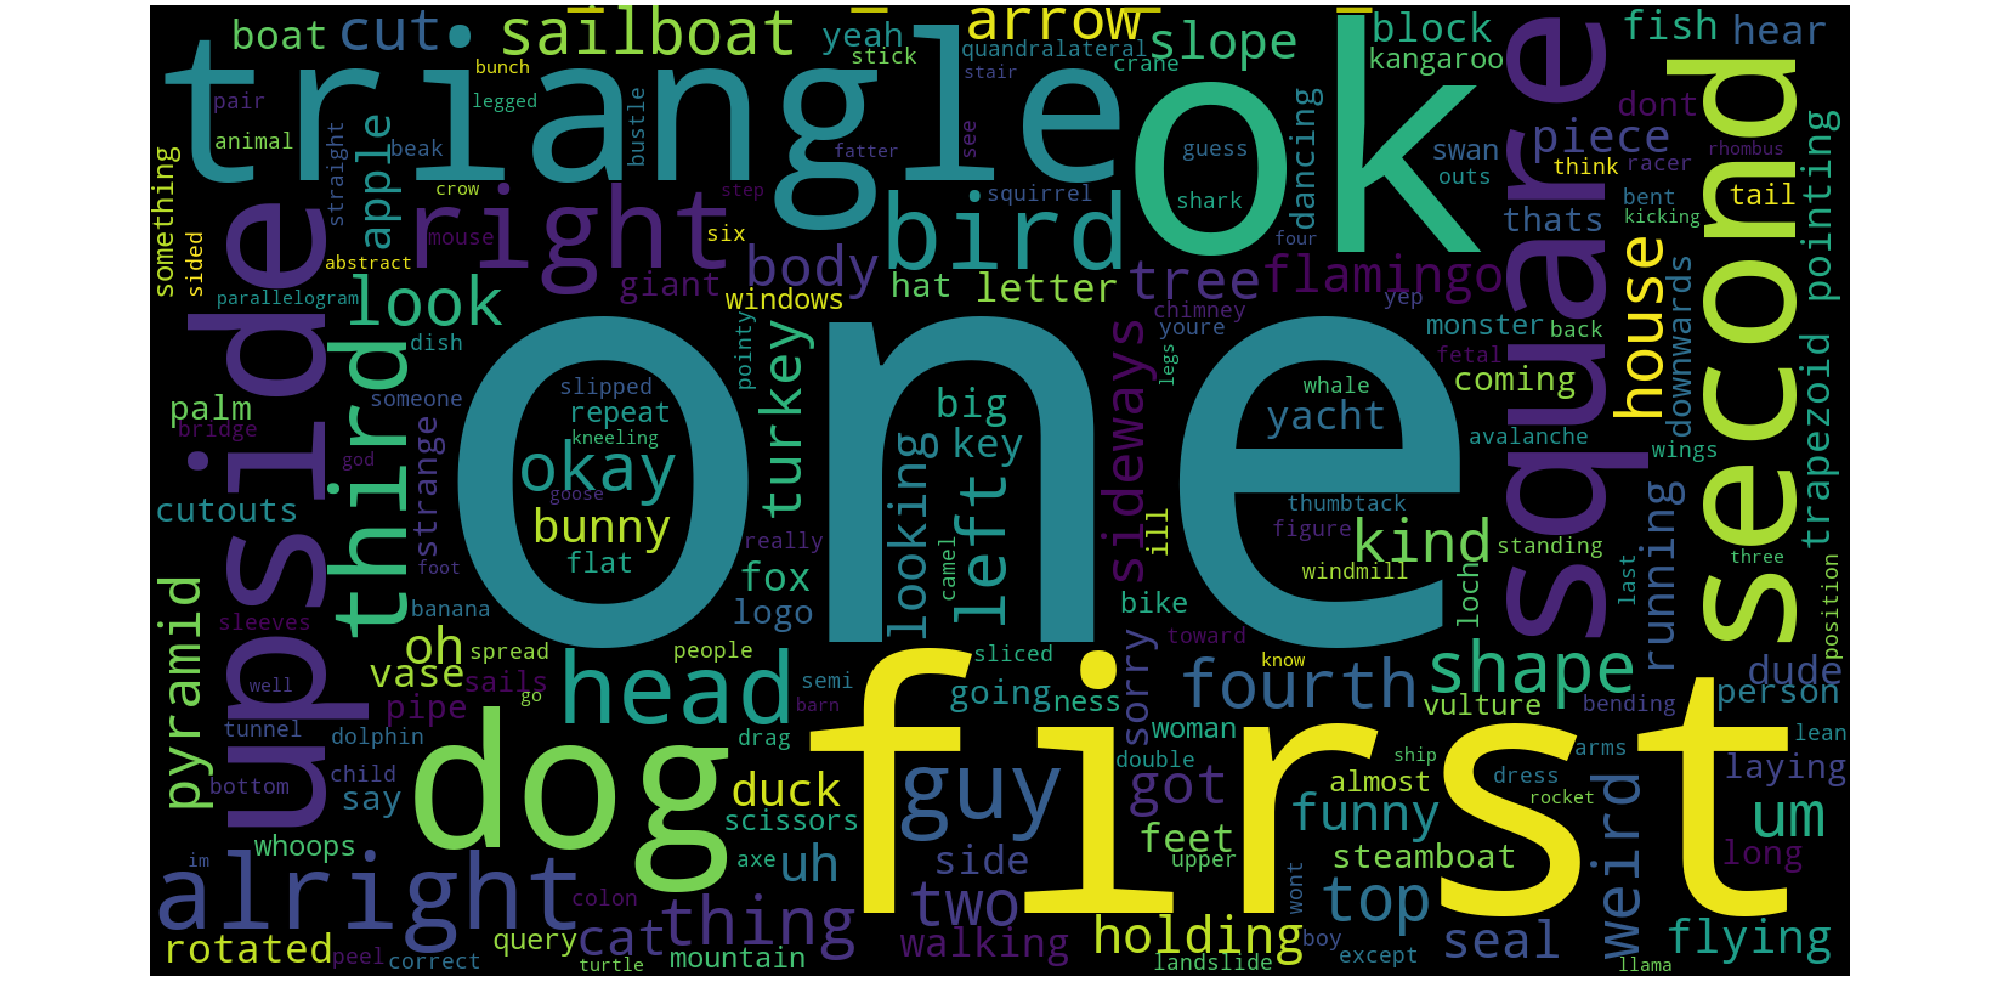 boat
cut
sailboat
yeah
arrow
slope
block
fish
hear
stick
quandralateral
crane
kangaroo
bunch
stair
triangle
ok
square
second
pair
legged
bustle
dancing
dont
pointing
animal
straight
apple
beak
fatter
see
guess
swan
piece
think
racer
rhombus
something
crow
right
step
squirrel
shark
outs
bent
tail
kicking
thats
sided
upside
mouse
six
bird
four
abstract
giant
body
hat
letter
tree
flamingo
house
parallelogram
look
windows
chimney
yep
downwards
trapezoid
third
dish
pointy
turkey
youre
monster
back
one
sideways
legs
fetal
coming
palm
someone
slipped
big
whale
bridge
repeat
key
yacht
kneeling
okay
looking
left
avalanche
wings
god
strange
goose
cutouts
bunny
ill
thumbtack
figure
kind
running
standing
foot
flat
really
fox
camel
windmill
three
pyramid
banana
logo
bike
loch
last
position
sleeves
oh
spread
people
sliced
sorry
toward
know
shape
dude
vase
sails
head
semi
going
ness
fourth
person
well
pipe
go
barn
vulture
bending
tunnel
dolphin
dog
drag
first
woman
double
ship
arms
lean
bottom
child
say
duck
guy
got
almost
dress
rocket
weird
laying
whoops
scissors
funny
um
im
alright
axe
uh
side
feet
upper
steamboat
long
colon
thing
two
wont
top
rotated
peel
correct
query
cat
turtle
mountain
walking
holding
landslide
boy
except
seal
llama
flying